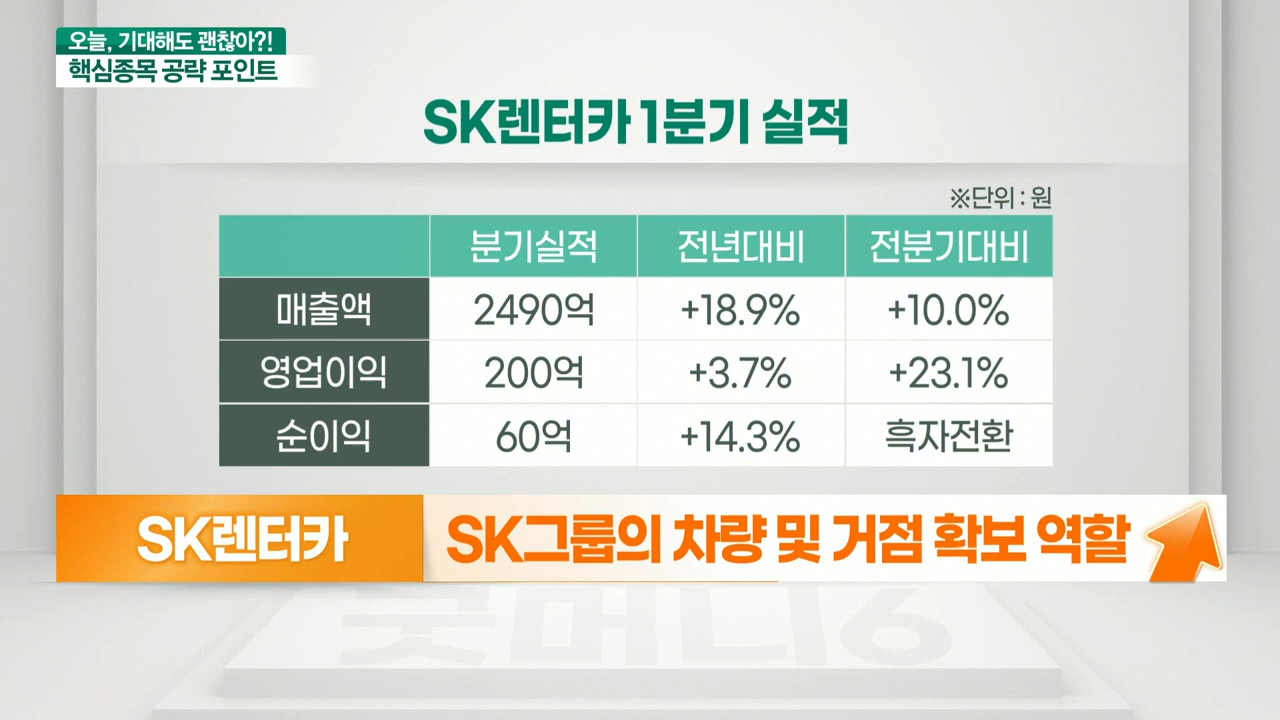 오늘, 기대해도 괜찮아?!
핵심종목 공략 포인트
SK렌터카 1분기 실적
※단위 : 원
분기실적 전년대비 전분기대비
매출액 2490억 +18.9% +10.0%
영업이익 200억 +3.7% +23.1%
순이익 60억 +14.3% 흑자전환
SK렌터카 SK그룹의 차량 및 거점 확보 역할
굿머니6